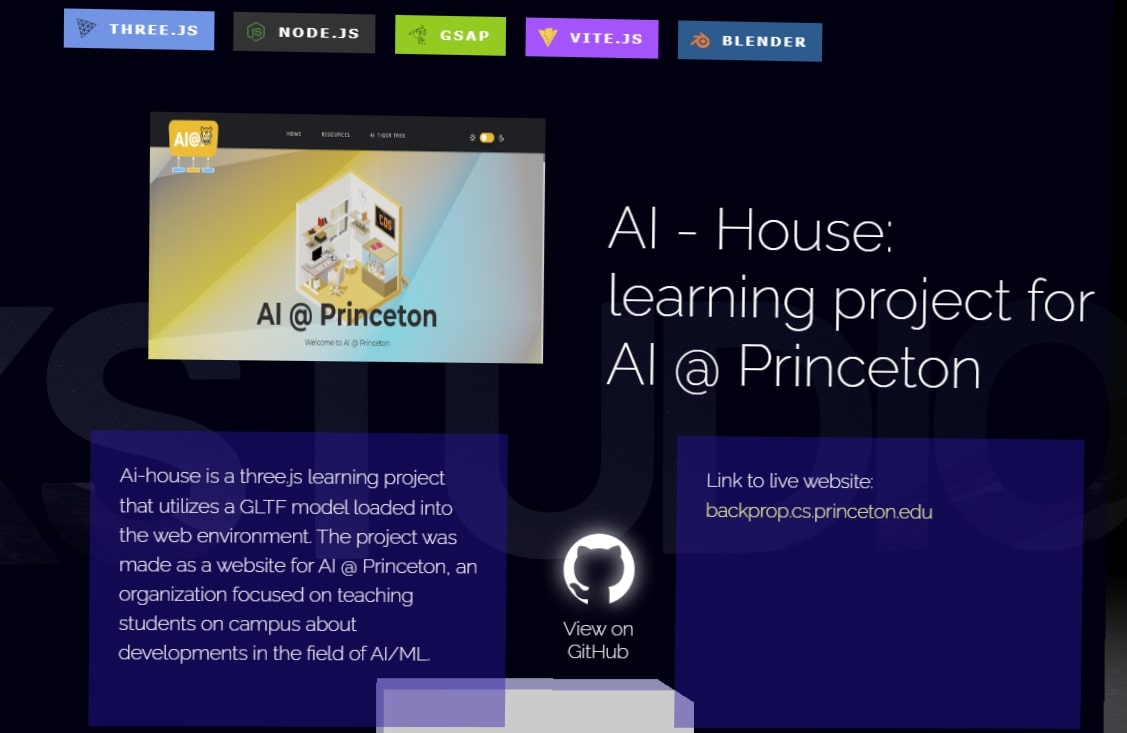 THREE.JS
NODE.JS
GSAP
VITE.JS
BLENDER
AI@
HOME
RESOURCES
AI TIGER TREK
COS
AI @ Princeton
Welcome to AI @ Princeton
AI - House:
learning project for
AI @ Princeton
STUDIO
Ai-house is a three.js learning project
that utilizes a GLTF model loaded into
the web environment. The project was
made as a website for AI @ Princeton, an
organization focused on teaching
students on campus about
developments in the field of AI/ML.
View on
GitHub
Link to live website:
backprop.cs.princeton.edu